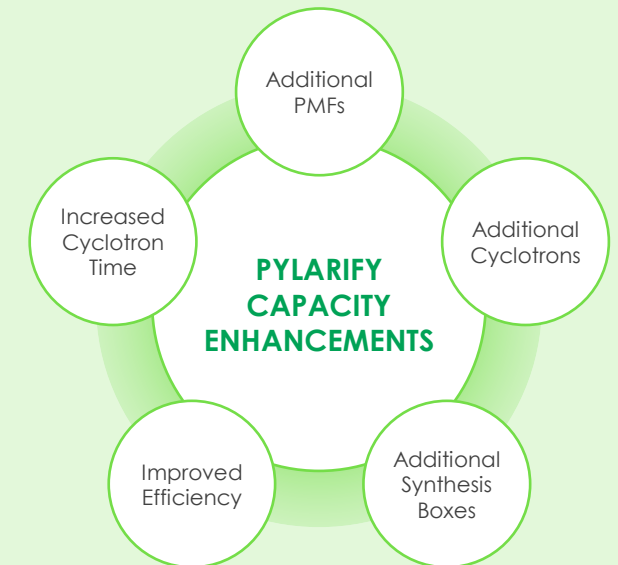 Additional
PMFs
Increased
Cyclotron
Time
Additional
Cyclotrons
PYLARIFY
CAPACITY
ENHANCEMENTS
Improved
Efficiency
Additional
Synthesis
Boxes